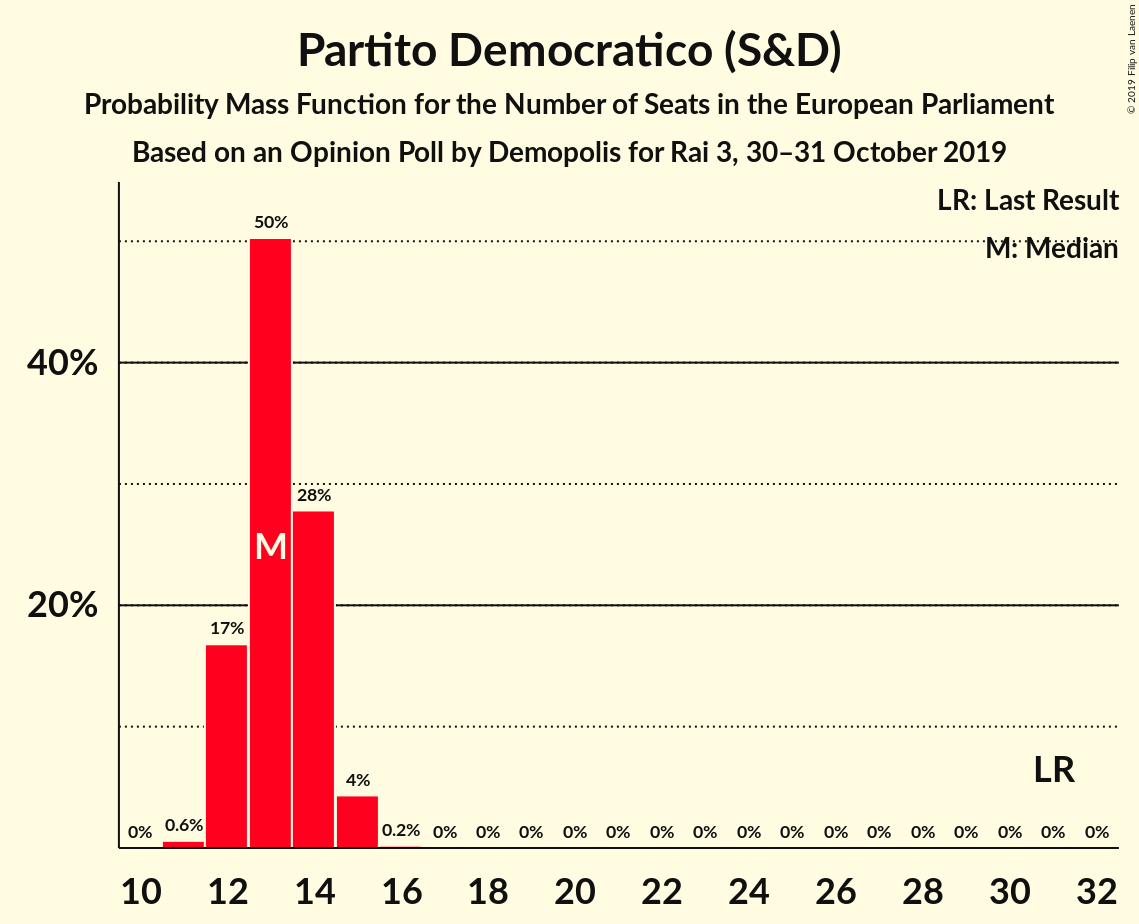 Partito Democratico (S&D)
Probability Mass Function for the Number of Seats in the European Parliament
Based on an Opinion Poll by Demopolis for Rai 3, 30–31 October 2019
© 2019 Filip van Laenen
LR: Last Result
M: Median
50%
40%
28%
M
20%
17%
LR
4%
0% 0.6% 0.2% 0% 0% 0% 0% 0% 0% 0% 0% 0% 0% 0% 0% 0% 0% 0% 0%
10 12 14 16 18 20 22 24 26 28 30 32